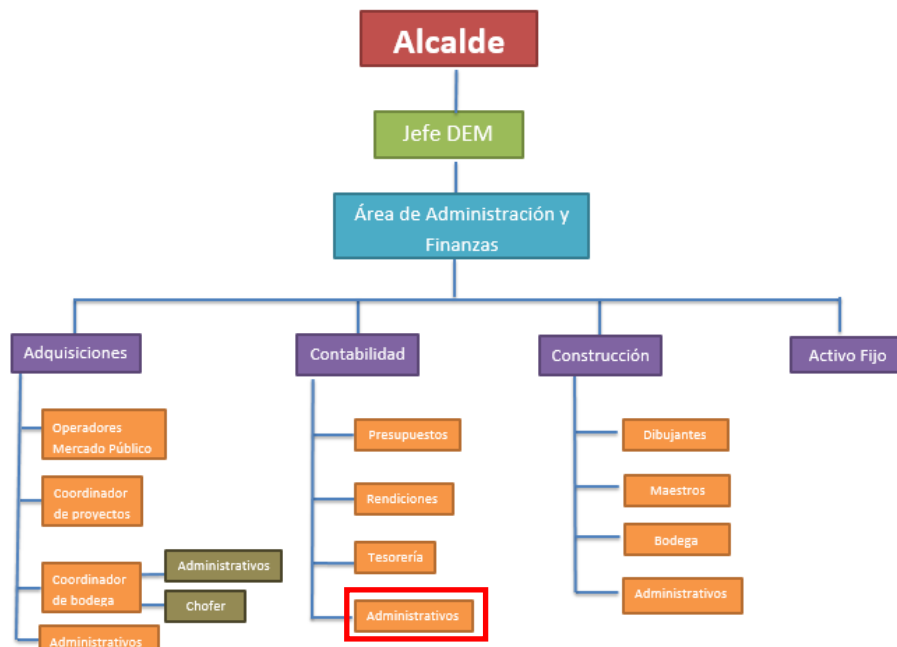 Alcalde
Jefe DEM
Área de Administración y
Finanzas
Adquisiciones
Contabilidad
Construcción
Activo Fijo
Operadores
Mercado Público
Coordinador
de proyectos
Coordinador
de bodega
Administrativos
Chofer
Administrativos
Presupuestos
Rendiciones
Tesorería
Administrativos
Dibujantes
Maestros
Bodega
Administrativos